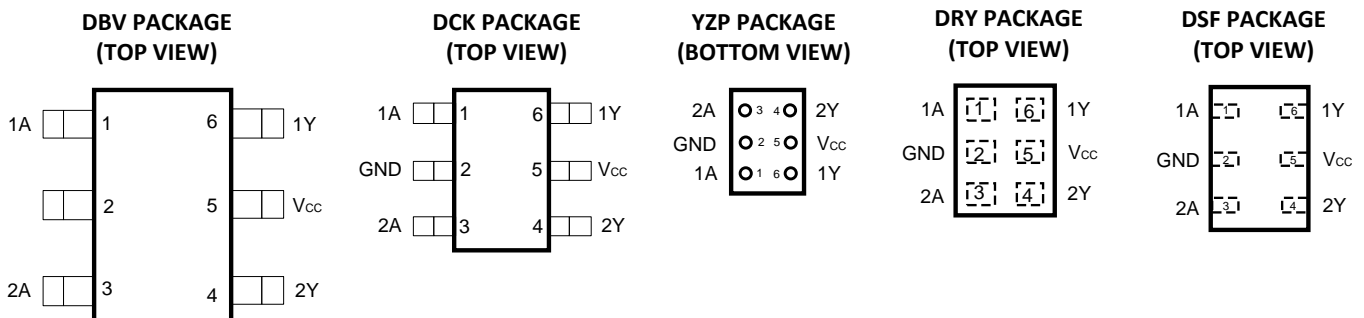 DBV PACKAGE
(TOP VIEW)
1A 1 6 1Y
2 5 VCC
2A 3 4 2Y
DCK PACKAGE
(TOP VIEW)
1A 1 6 1Y
GND 2 5 VCC
2A 3 4 2Y
YZP PACKAGE
(BOTTOM VIEW)
2A 3 4 2Y
GND 2 5 VCC
1A 1 6 1Y
DRY PACKAGE
(TOP VIEW)
1A 1 6 1Y
GND 2 5 VCC
2A 3 4 2Y
DSF PACKAGE
(TOP VIEW)
1A 1 6 1Y
GND 2 5 VCC
2A 3 4 2Y